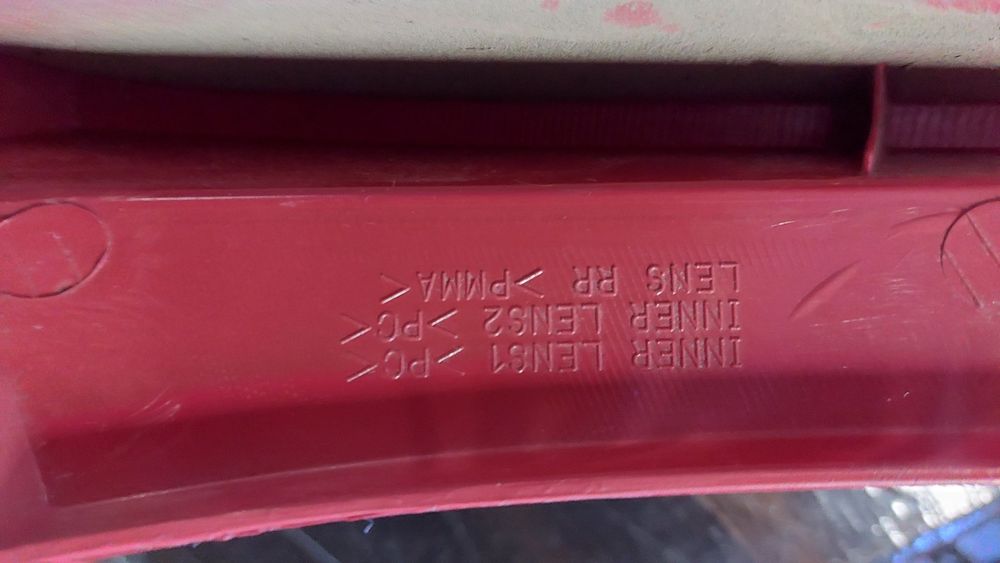 INNER LENS1 >PC<
INNER LENS2 >PC<
LENS RR >PMMA<